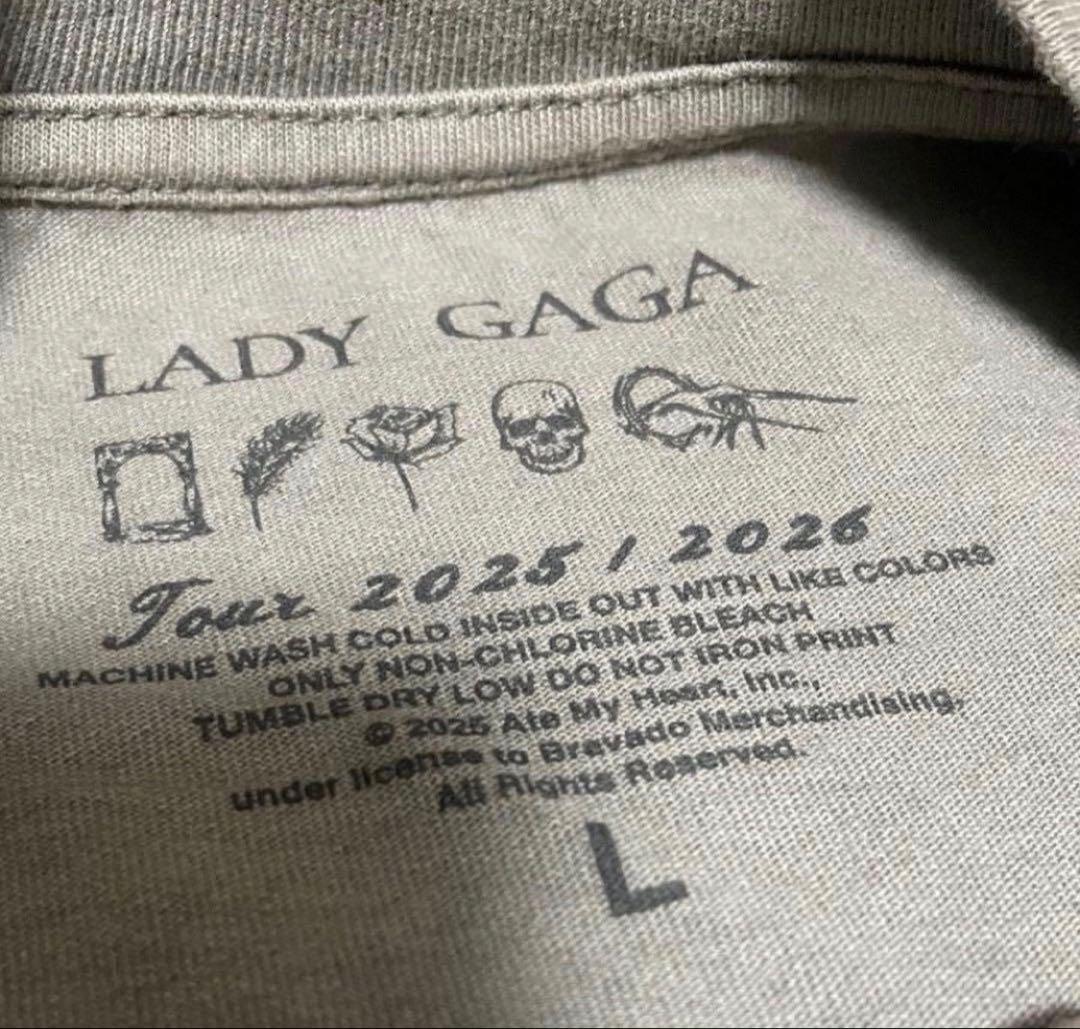 LADY GAGA
Tour 2025 / 2026
MACHINE WASH COLD INSIDE OUT WITH LIKE COLORS
ONLY NON-CHLORINE BLEACH
TUMBLE DRY LOW DO NOT IRON PRINT
© 2025 Ate My Heart, Inc.,
under license to Bravado Merchandising,
All Rights Reserved.
L